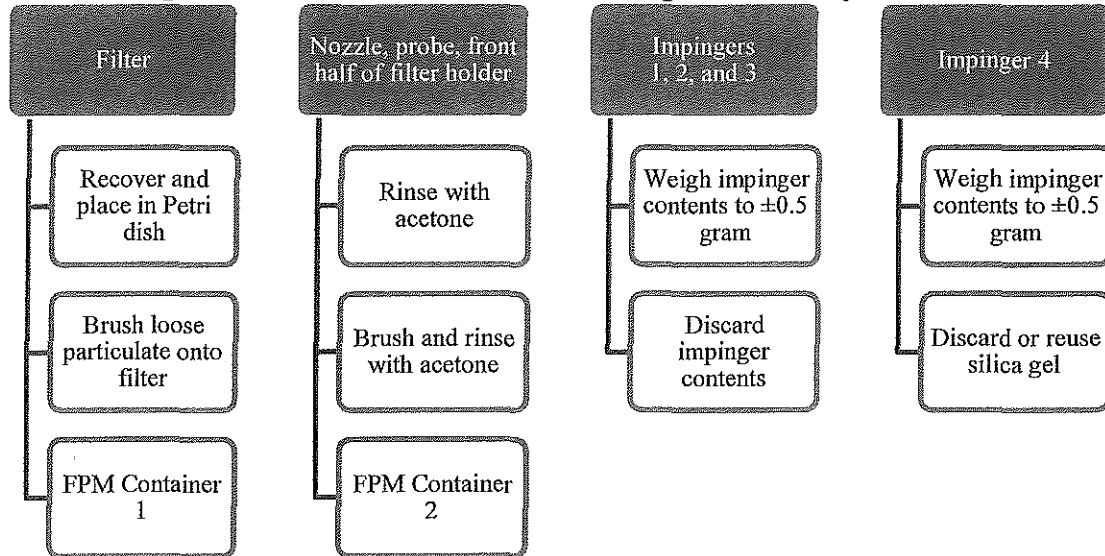 Filter
Recover and
place in Petri
dish
Brush loose
particulate onto
filter
FPM Container
1
Nozzle, probe, front
half of filter holder
Rinse with
acetone
Brush and rinse
with acetone
FPM Container
2
Impingers
1, 2, and 3
Weigh impinger
contents to ±0.5
gram
Discard
impinger
contents
Impinger 4
Weigh impinger
contents to ±0.5
gram
Discard or reuse
silica gel